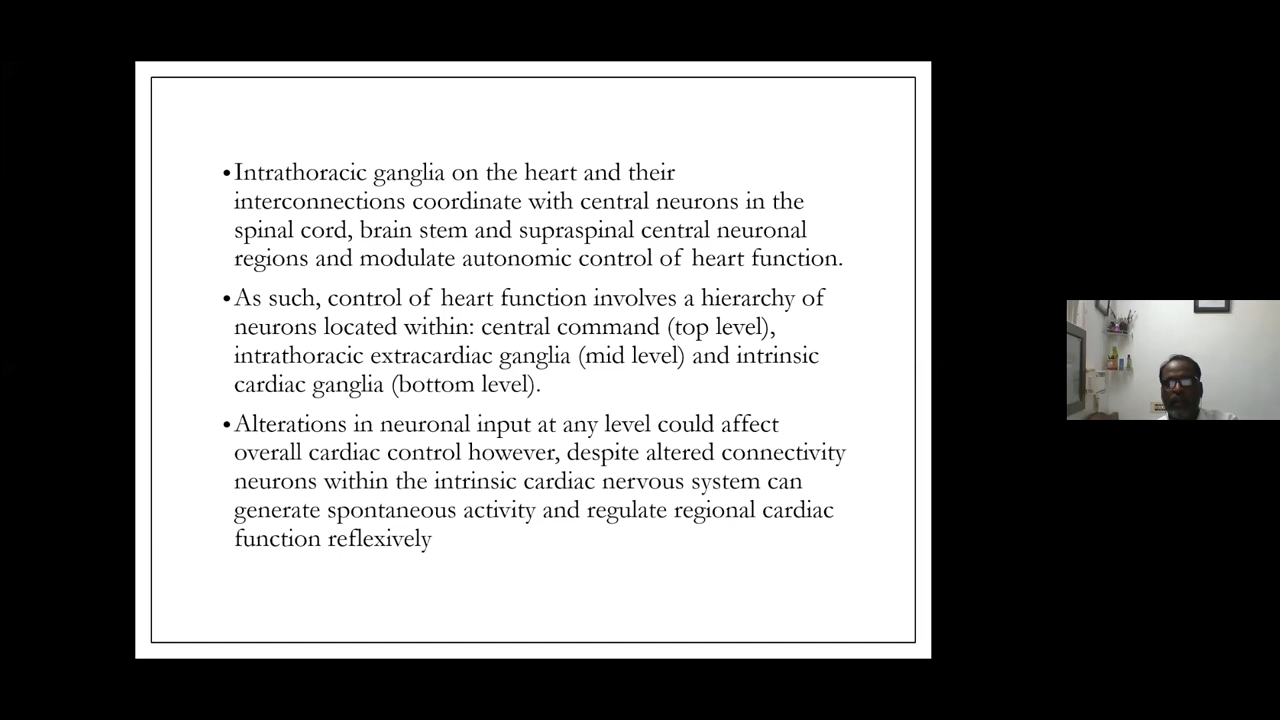 •Intrathoracic ganglia on the heart and their
interconnections coordinate with central neurons in the
spinal cord, brain stem and supraspinal central neuronal
regions and modulate autonomic control of heart function.
•As such, control of heart function involves a hierarchy of
neurons located within: central command (top level),
intrathoracic extracardiac ganglia (mid level) and intrinsic
cardiac ganglia (bottom level).
•Alterations in neuronal input at any level could affect
overall cardiac control however, despite altered connectivity
neurons within the intrinsic cardiac nervous system can
generate spontaneous activity and regulate regional cardiac
function reflexively